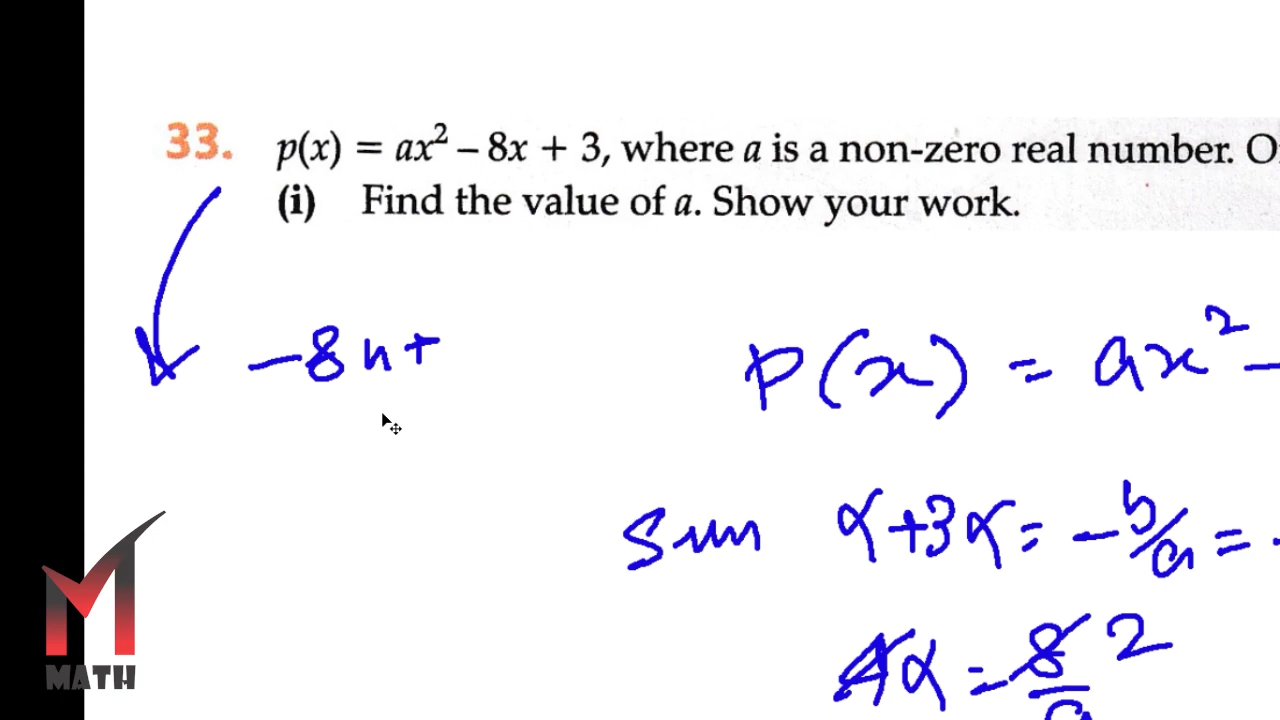 33. p(x) = ax² – 8x + 3, where a is a non-zero real number. O
(i) Find the value of a. Show your work.
-8x+ p(x) = ax² -
Sum α+3α = -b/a =
4α = 8 2
a
MATH